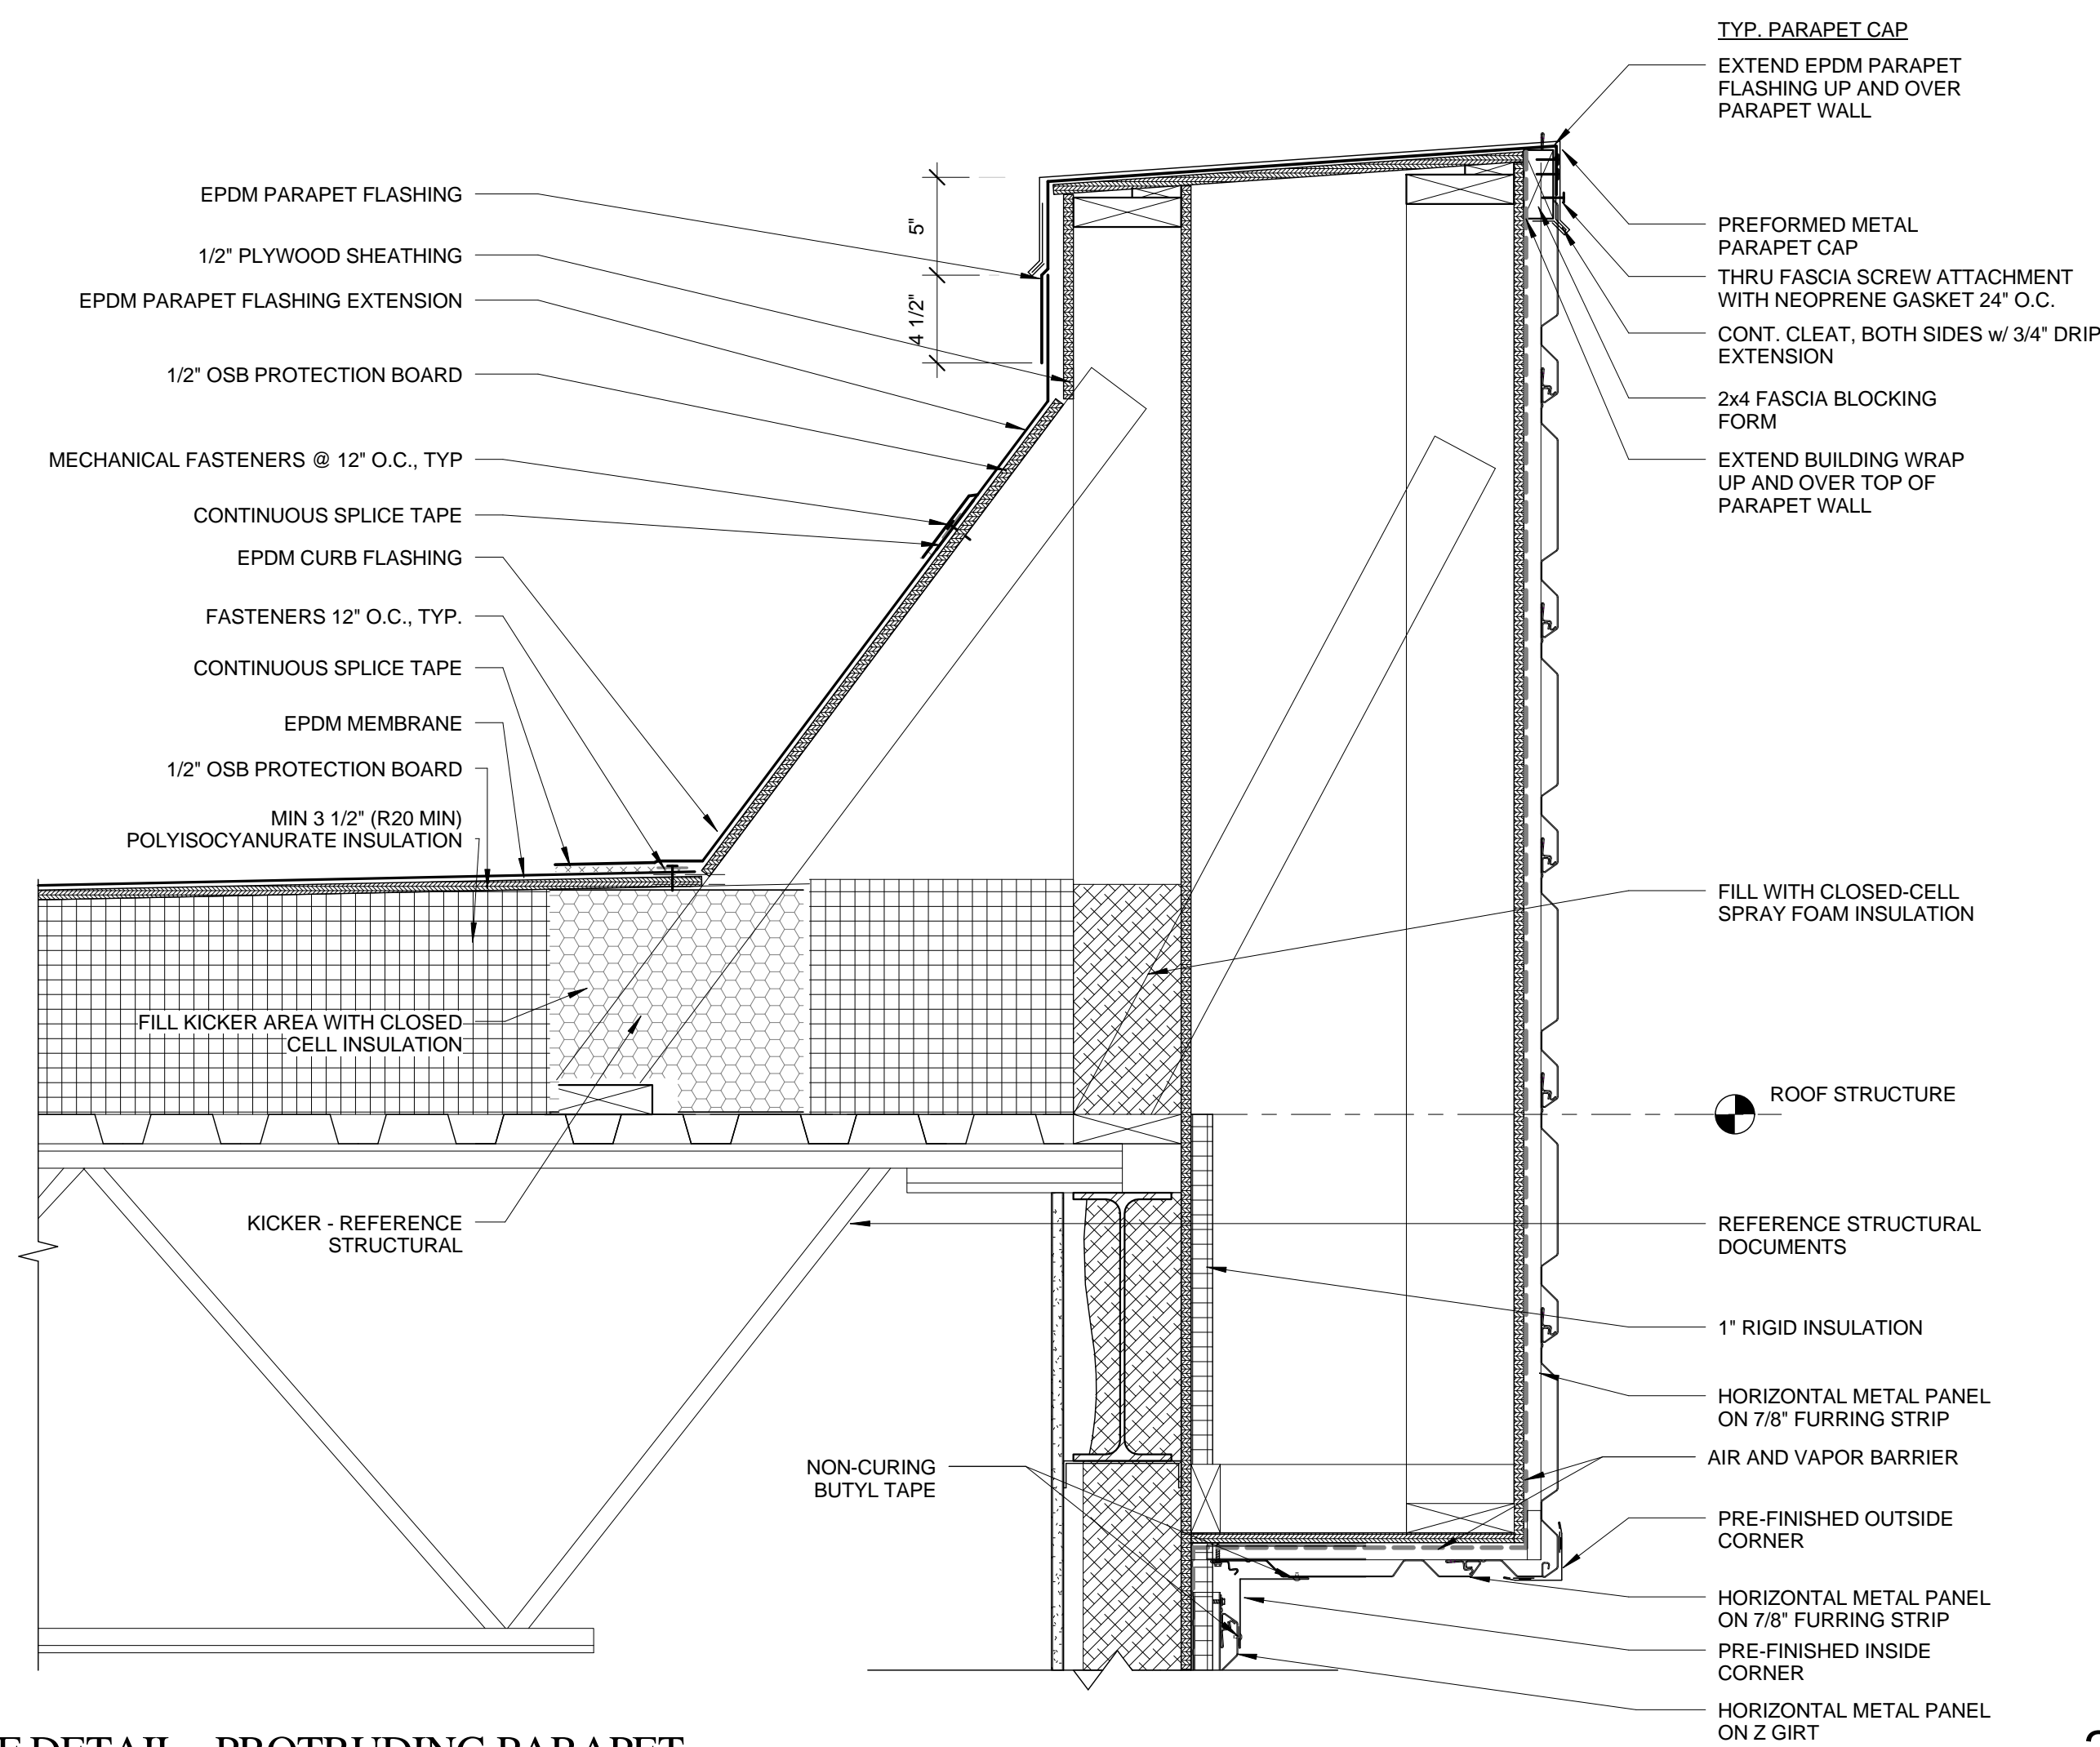 TYP. PARAPET CAP
EXTEND EPDM PARAPET
FLASHING UP AND OVER
PARAPET WALL
PREFORMED METAL
PARAPET CAP
THRU FASCIA SCREW ATTACHMENT
WITH NEOPRENE GASKET 24" O.C.
CONT. CLEAT, BOTH SIDES w/ 3/4" DRIP
EXTENSION
2x4 FASCIA BLOCKING
FORM
EXTEND BUILDING WRAP
UP AND OVER TOP OF
PARAPET WALL
EPDM PARAPET FLASHING
1/2" PLYWOOD SHEATHING
EPDM PARAPET FLASHING EXTENSION
1/2" OSB PROTECTION BOARD
MECHANICAL FASTENERS @ 12" O.C., TYP
CONTINUOUS SPLICE TAPE
EPDM CURB FLASHING
FASTENERS 12" O.C., TYP.
CONTINUOUS SPLICE TAPE
EPDM MEMBRANE
1/2" OSB PROTECTION BOARD
MIN 3 1/2" (R20 MIN)
POLYISOCYANURATE INSULATION
FILL KICKER AREA WITH CLOSED
CELL INSULATION
KICKER - REFERENCE
STRUCTURAL
5"
4 1/2"
FILL WITH CLOSED-CELL
SPRAY FOAM INSULATION
ROOF STRUCTURE
REFERENCE STRUCTURAL
DOCUMENTS
1" RIGID INSULATION
HORIZONTAL METAL PANEL
ON 7/8" FURRING STRIP
AIR AND VAPOR BARRIER
NON-CURING
BUTYL TAPE
PRE-FINISHED OUTSIDE
CORNER
HORIZONTAL METAL PANEL
ON 7/8" FURRING STRIP
PRE-FINISHED INSIDE
CORNER
HORIZONTAL METAL PANEL
ON Z GIRT
DETAIL - PROTRUDING PARAPET